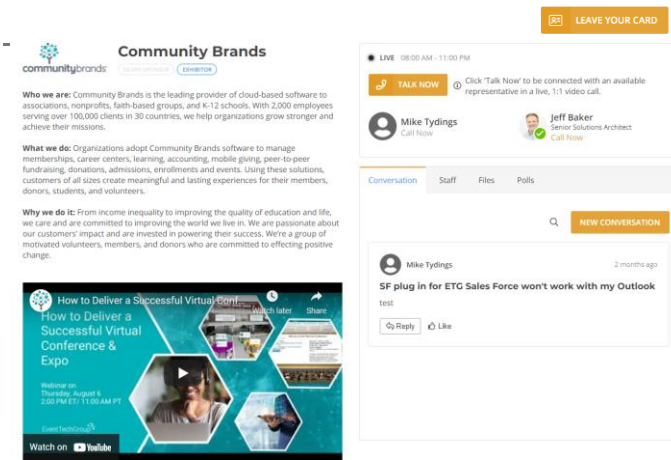 LEAVE YOUR CARD
communitybrands
Community Brands
SILVER SPONSOR
EXHIBITOR
Who we are: Community Brands is the leading provider of cloud-based software to
associations, nonprofits, faith-based groups, and K-12 schools. With 2,000 employees
serving over 100,000 clients in 30 countries, we help organizations grow stronger and
achieve their missions.
What we do: Organizations adopt Community Brands software to manage
memberships, career centers, learning, accounting, mobile giving, peer-to-peer
fundraising, donations, admissions, enrollments and events. Using these solutions,
customers of all sizes create meaningful and lasting experiences for their members,
donors, students, and volunteers.
Why we do it: From income inequality to improving the quality of education and life,
we care and are committed to improving the world we live in. We are passionate about
our customers' impact and are invested in powering their success. We're a group of
motivated volunteers, members, and donors who are committed to effecting positive
change.
How to Deliver a Successful Virtual Conf...
Watch later
Share
How to Deliver a
Successful Virtual
Conference &
Expo
Webinar on
Thursday, August 6
2:00 PM ET/ 11:00 AM PT
EventTechGroup
Watch on YouTube
LIVE 08:00 AM - 11:00 PM
TALK NOW
Click 'Talk Now' to be connected with an available
representative in a live, 1:1 video call.
Mike Tydings
Call Now
Jeff Baker
Senior Solutions Architect
Call Now
Conversation
Staff
Files
Polls
NEW CONVERSATION
Mike Tydings
2 months ago
SF plug in for ETG Sales Force won't work with my Outlook
test
Reply
Like